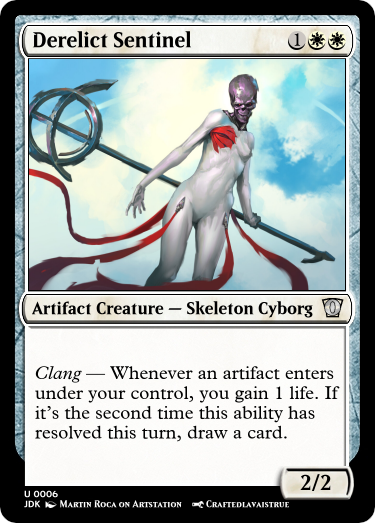 Derelict Sentinel 1
Artifact Creature — Skeleton Cyborg
Clang — Whenever an artifact enters
under your control, you gain 1 life. If
it's the second time this ability has
resolved this turn, draw a card.
2/2
U 0006
JDK Martin Roca on Artstation Craftedlavaistrue